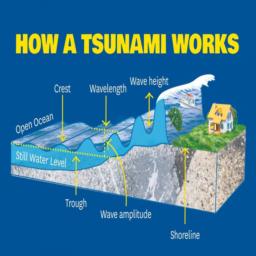 HOW A TSUNAMI WORKS
Wave height
Crest
Wavelength
Open Ocean
Still Water Level
Trough
Wave amplitude
Shoreline